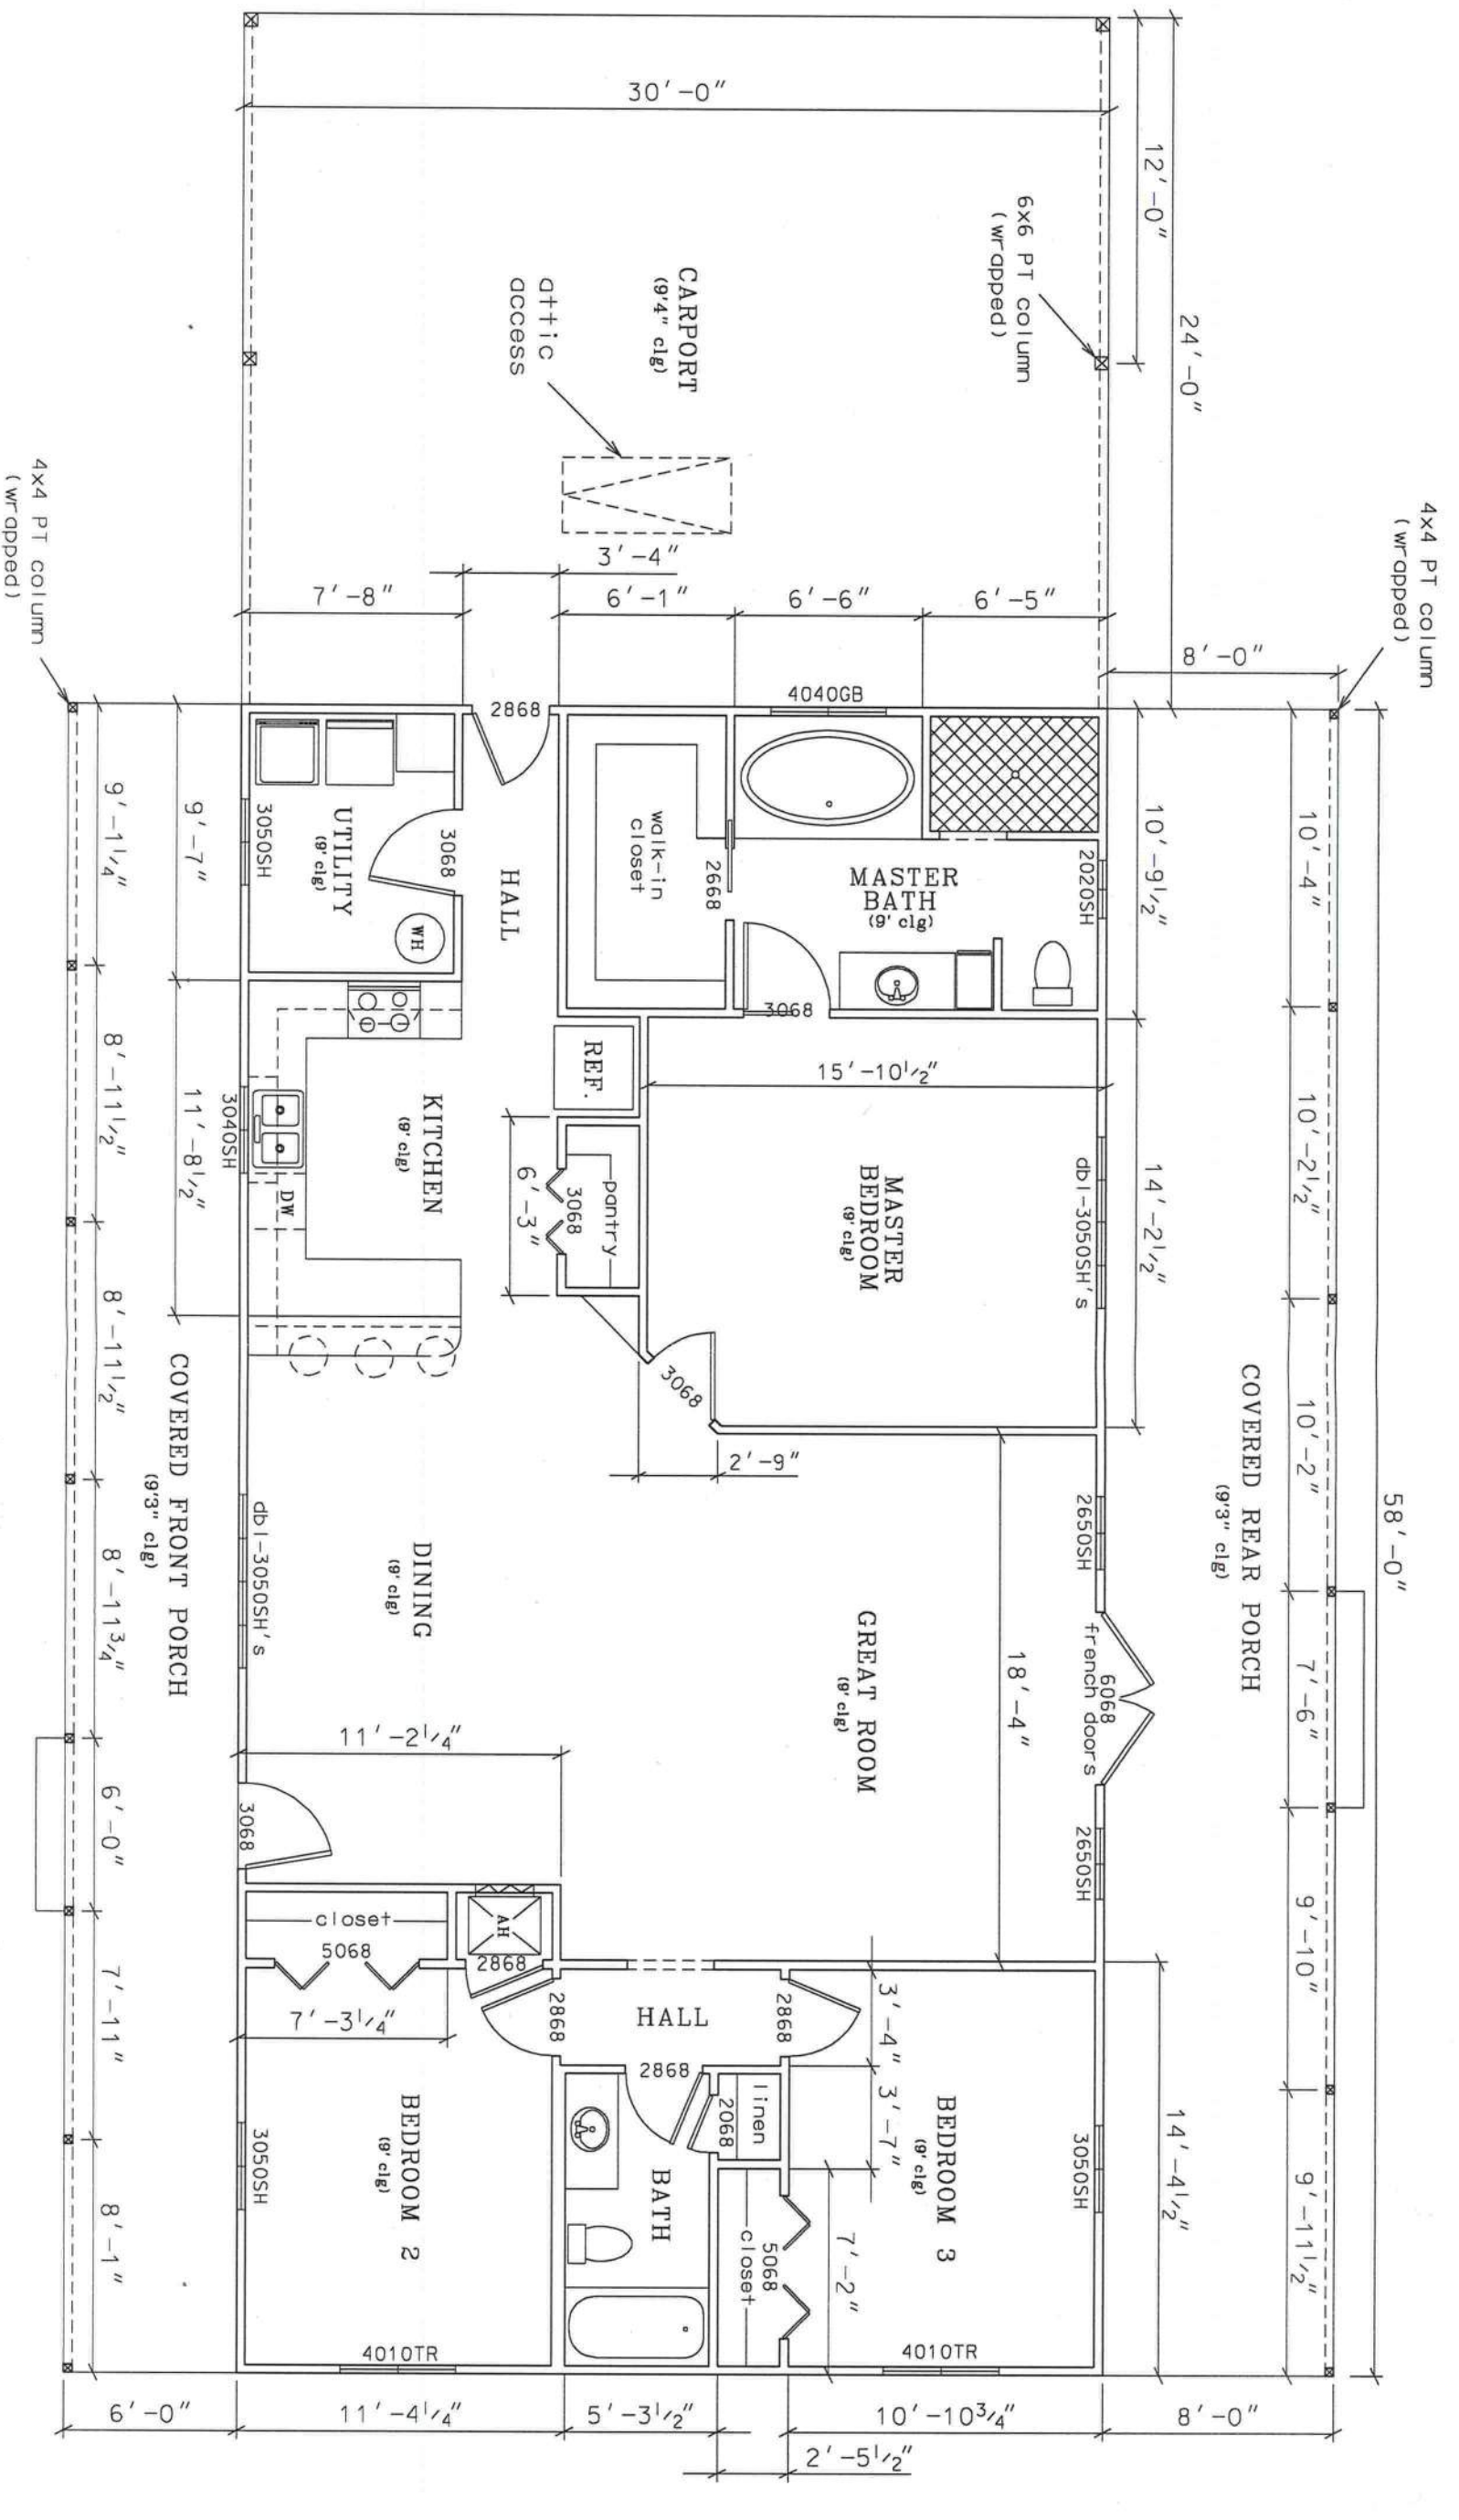 30'-0"
12'-0"
24'-0"
6x6 PT column
(wrapped)
CARPORT
(9'4" clg)
attic
access
4x4 PT column
(wrapped)
4x4 PT column
(wrapped)
3'-4"
7'-8"
6'-1"
6'-6"
6'-5"
8'-0"
58'-0"
10'-4"
10'-2 1/2"
10'-2"
7'-6"
9'-10"
9'-11 1/2"
COVERED REAR PORCH
(9'3" clg)
10'-9 1/2"
14'-2 1/2"
14'-4 1/2"
4040GB
2868
2020SH
MASTER
BATH
(9' clg)
walk-in
closet
2668
3068
HALL
3068
UTILITY
(9' clg)
WH
3050SH
15'-10 1/2"
MASTER
BEDROOM
(9' clg)
dbl-3050SH's
REF.
pantry
3068
6'-3"
KITCHEN
(9' clg)
3040SH
DW
3068
2'-9"
2650SH
18'-4"
6068
french doors
2650SH
GREAT ROOM
(9' clg)
DINING
(9' clg)
dbl-3050SH's
11'-2 1/4"
3068
closet
5068
AH
2868
7'-3 1/4"
2868
HALL
2868
2868
3'-4"
3'-7"
linen
2068
BATH
BEDROOM 3
(9' clg)
3050SH
5068
closet
7'-2"
4010TR
BEDROOM 2
(9' clg)
3050SH
4010TR
9'-7"
11'-8 1/2"
COVERED FRONT PORCH
(9'3" clg)
9'-1 1/4"
8'-11 1/2"
8'-11 1/2"
8'-11 3/4"
6'-0"
7'-11"
8'-1"
6'-0"
11'-4 1/4"
5'-3 1/2"
10'-10 3/4"
8'-0"
2'-5 1/2"